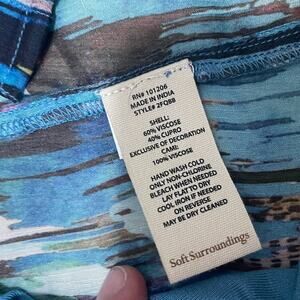 RN# 101206
MADE IN INDIA
STYLE# 2FQBB
SHELL:
60% VISCOSE
40% CUPRO
EXCLUSIVE OF DECORATION
CAMI:
100% VISCOSE
HAND WASH COLD
ONLY NON-CHLORINE
BLEACH WHEN NEEDED
LAY FLAT TO DRY
COOL IRON IF NEEDED
ON REVERSE
MAY BE DRY CLEANED
Soft Surroundings